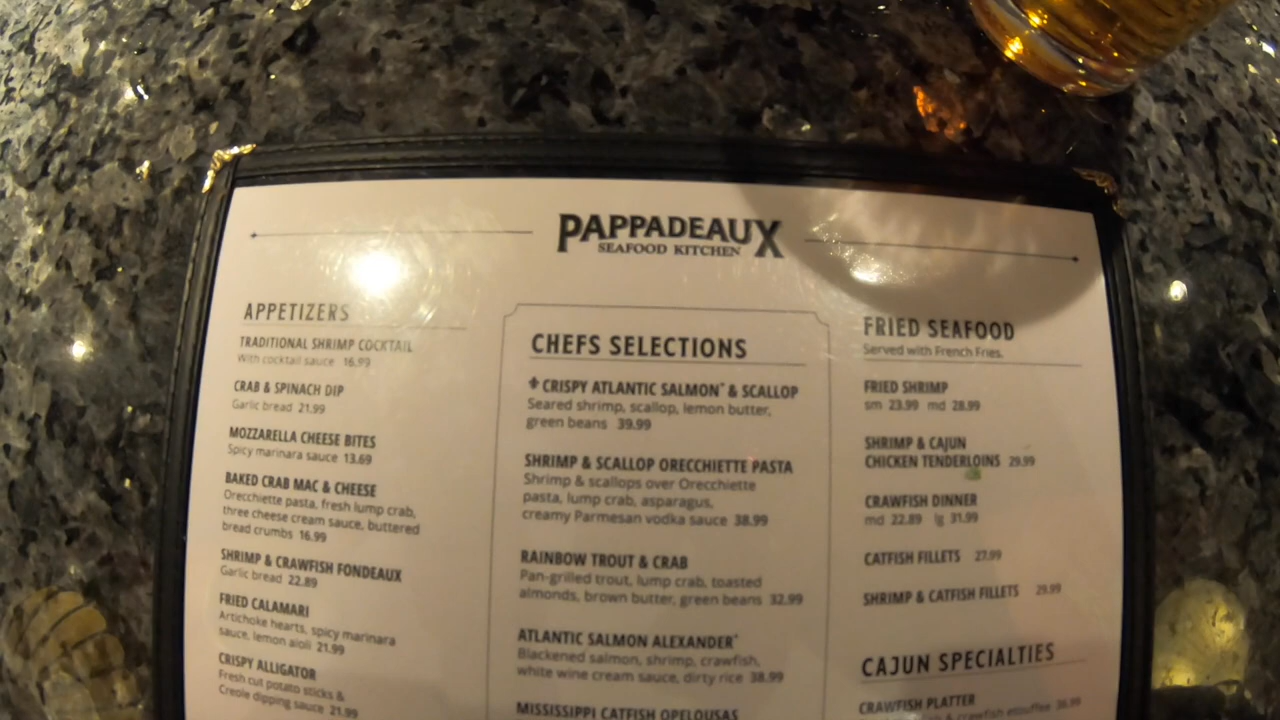 PAPPADEAUX
SEAFOOD KITCHEN
APPETIZERS
TRADITIONAL SHRIMP COCKTAIL
With cocktail sauce 16.99
CRAB & SPINACH DIP
Garlic bread 21.99
MOZZARELLA CHEESE BITES
Spicy marinara sauce 13.69
BAKED CRAB MAC & CHEESE
Orecchiette pasta, fresh lump crab,
three cheese cream sauce, buttered
bread crumbs 16.99
SHRIMP & CRAWFISH FONDEAUX
Garlic bread 22.89
FRIED CALAMARI
Artichoke hearts, spicy marinara
sauce, lemon aioli 21.99
CRISPY ALLIGATOR
Fresh cut potato sticks &
Creole dipping sauce 21.99
CHEFS SELECTIONS
CRISPY ATLANTIC SALMON* & SCALLOP
Seared shrimp, scallop, lemon butter,
green beans 39.99
SHRIMP & SCALLOP ORECCHIETTE PASTA
Shrimp & scallops over Orecchiette
pasta, lump crab, asparagus,
creamy Parmesan vodka sauce 38.99
RAINBOW TROUT & CRAB
Pan-grilled trout, lump crab, toasted
almonds, brown butter, green beans 32.99
ATLANTIC SALMON ALEXANDER*
Blackened salmon, shrimp, crawfish,
white wine cream sauce, dirty rice 38.99
MISSISSIPPI CATFISH OPELOUSAS
FRIED SEAFOOD
Served with French Fries.
FRIED SHRIMP
sm 23.99 md 28.99
SHRIMP & CAJUN
CHICKEN TENDERLOINS 29.99
CRAWFISH DINNER
md 22.89 lg 31.99
CATFISH FILLETS 27.99
SHRIMP & CATFISH FILLETS 29.99
CAJUN SPECIALTIES
CRAWFISH PLATTER
& crawfish etouffee